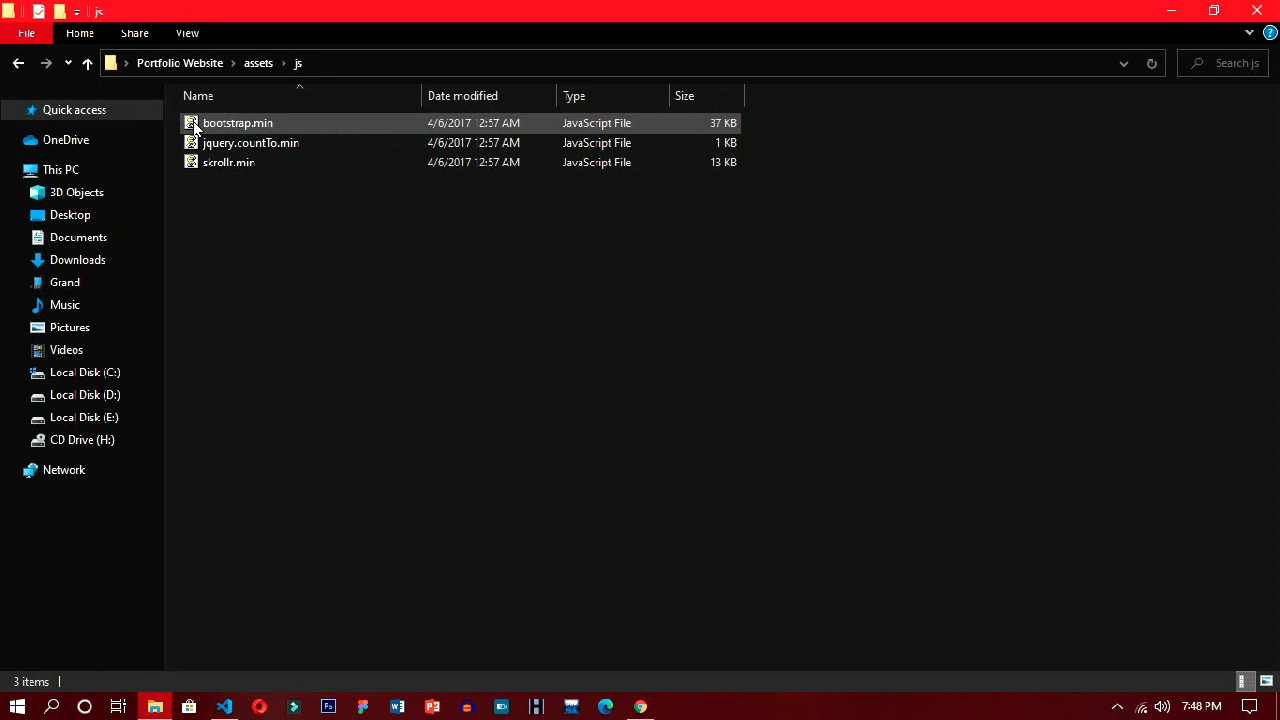 js
File Home Share View
Portfolio Website assets js Search js
Name Date modified Type Size
Quick access
OneDrive
This PC
3D Objects
Desktop
Documents
Downloads
Grand
Music
Pictures
Videos
Local Disk (C:)
Local Disk (D:)
Local Disk (E:)
CD Drive (H:)
Network
bootstrap.min 4/6/2017 12:57 AM JavaScript File 37 KB
jquery.countTo.min 4/6/2017 12:57 AM JavaScript File 1 KB
skrollr.min 4/6/2017 12:57 AM JavaScript File 13 KB
3 items
7:48 PM